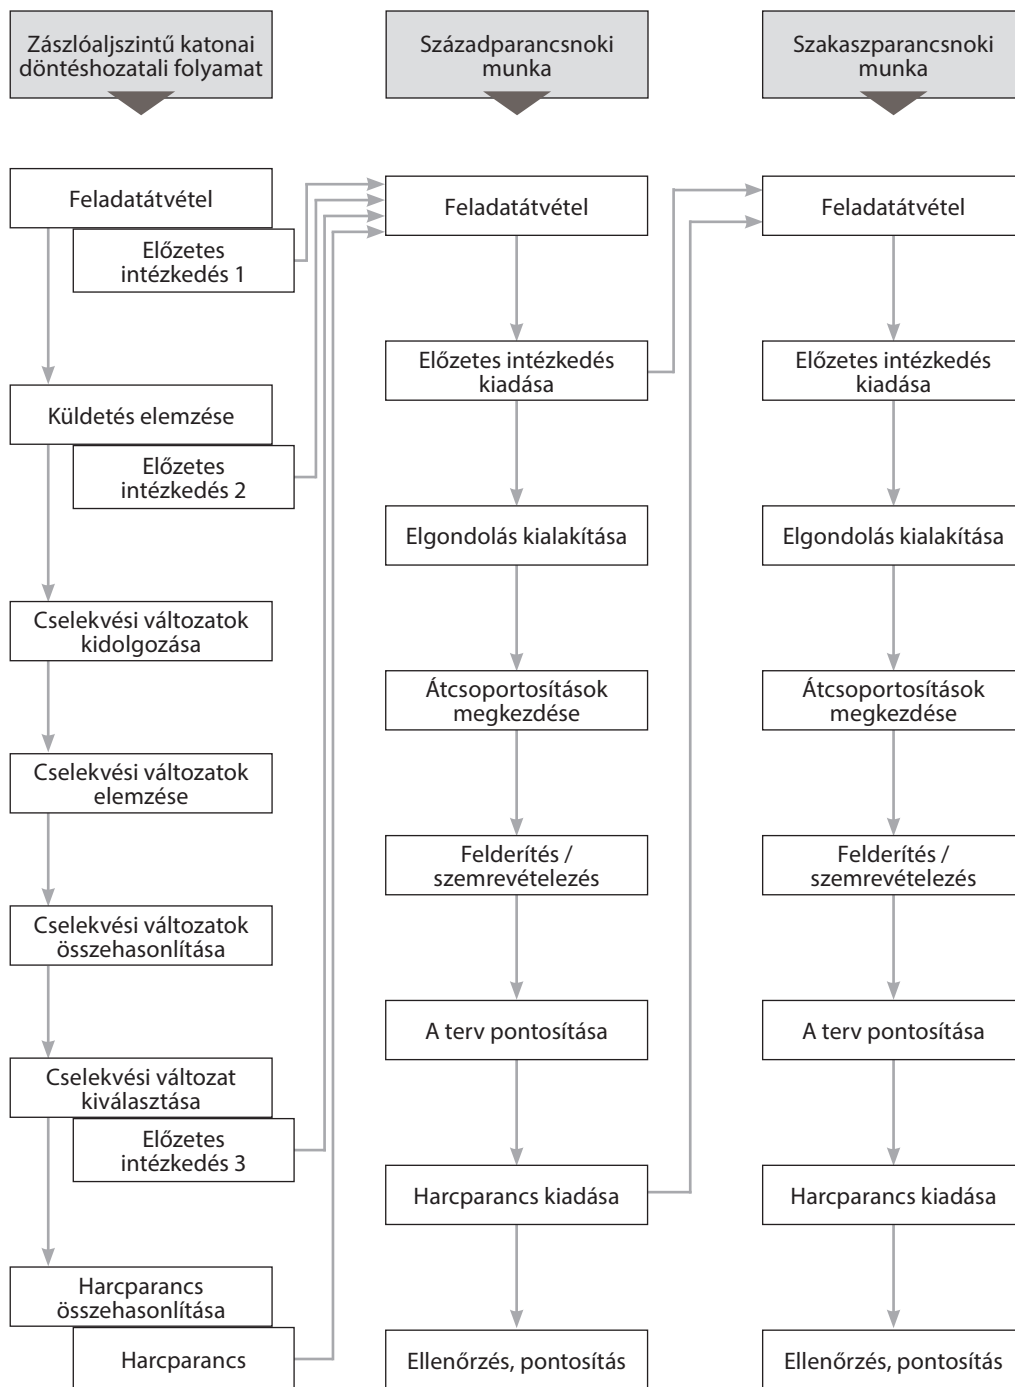 Zászlóaljszintű katonai
döntéshozatali folyamat
Feladatátvétel
Előzetes
intézkedés 1
Küldetés elemzése
Előzetes
intézkedés 2
Cselekvési változatok
kidolgozása
Cselekvési változatok
elemzése
Cselekvési változatok
összehasonlítása
Cselekvési változat
kiválasztása
Előzetes
intézkedés 3
Harcparancs
összehasonlítása
Harcparancs
Századparancsnoki
munka
Feladatátvétel
Előzetes intézkedés
kiadása
Elgondolás kialakítása
Átcsoportosítások
megkezdése
Felderítés /
szemrevételezés
A terv pontosítása
Harcparancs kiadása
Ellenőrzés, pontosítás
Szakaszparancsnoki
munka
Feladatátvétel
Előzetes intézkedés
kiadása
Elgondolás kialakítása
Átcsoportosítások
megkezdése
Felderítés /
szemrevételezés
A terv pontosítása
Harcparancs kiadása
Ellenőrzés, pontosítás